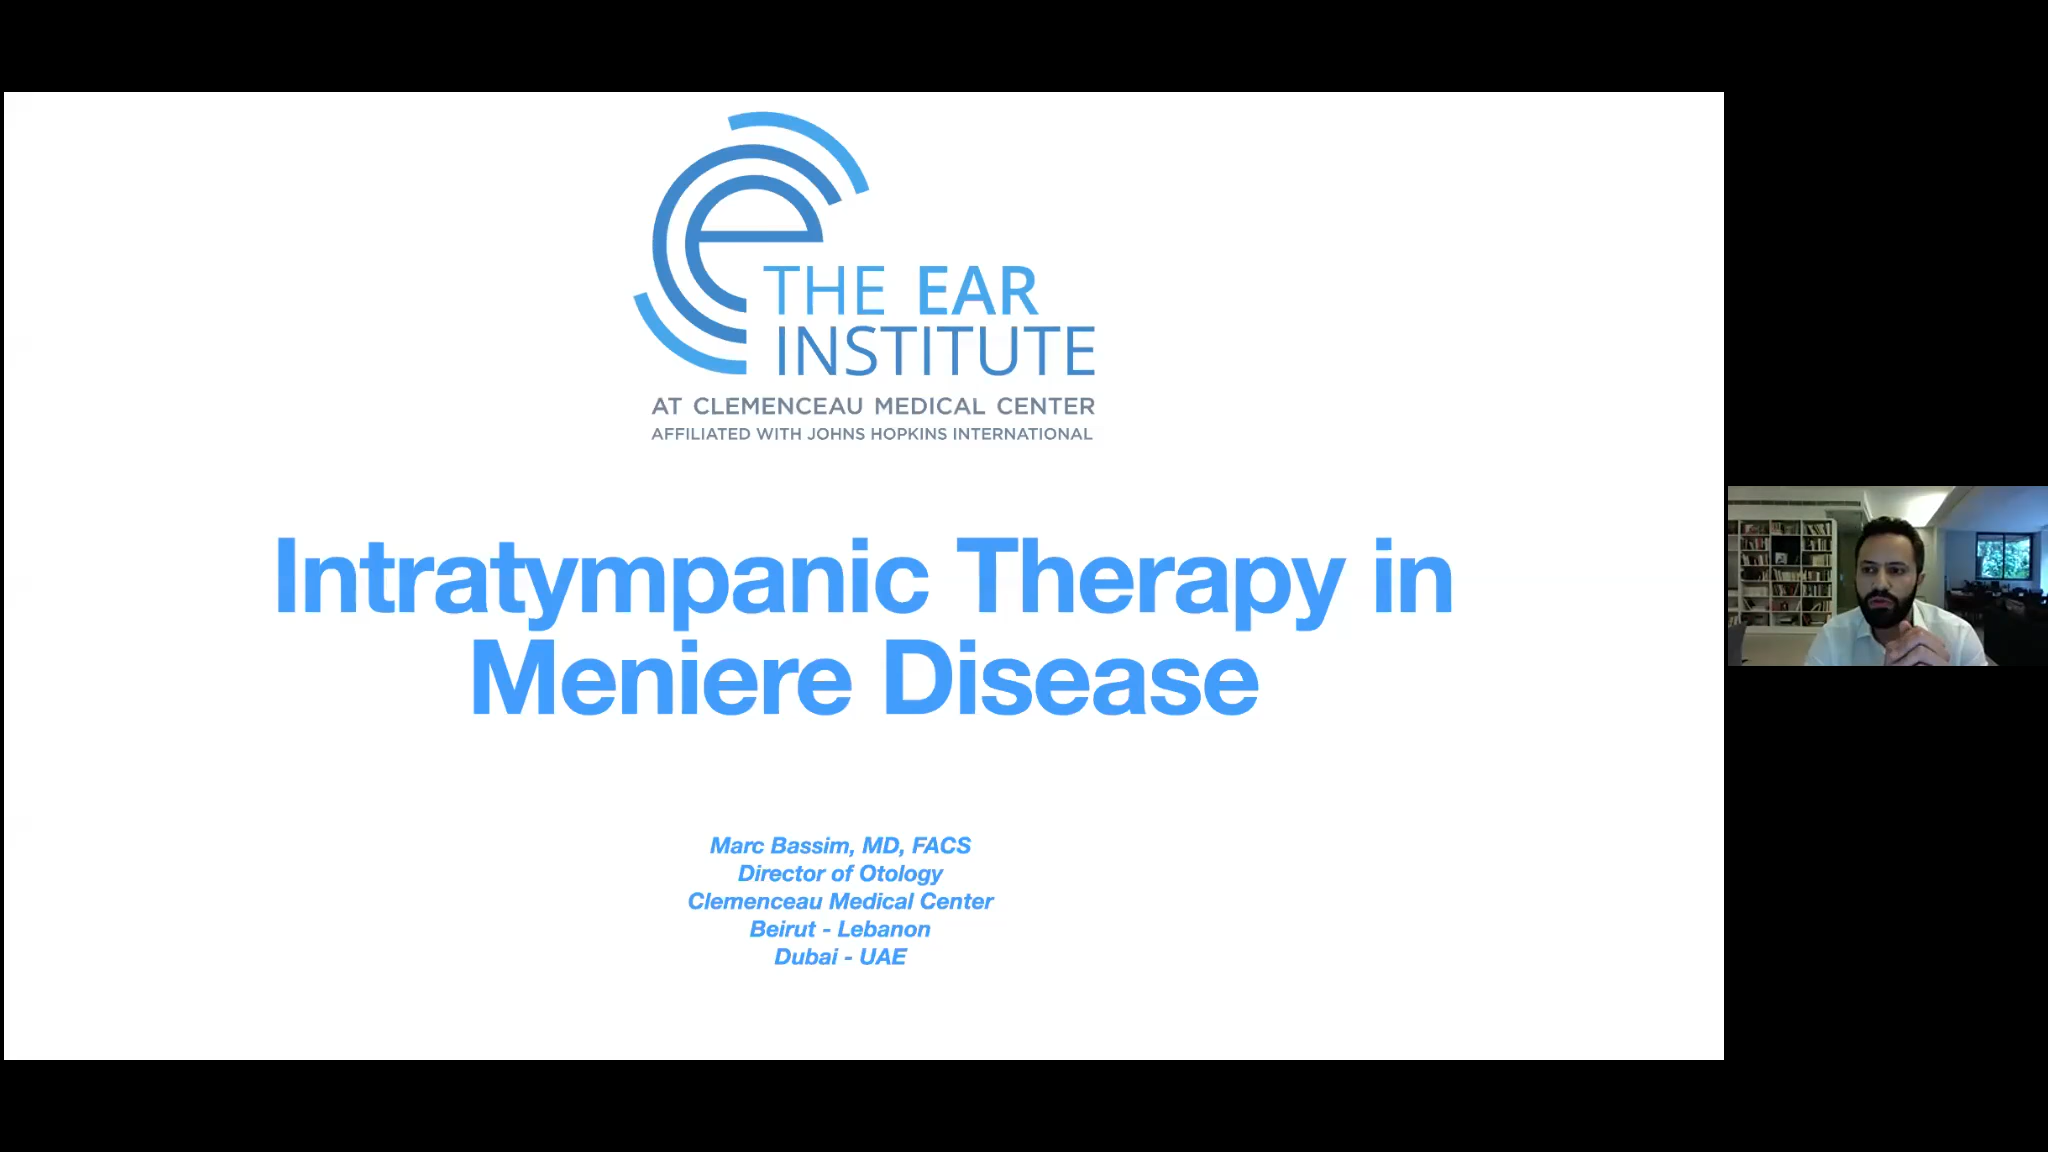 THE EAR
INSTITUTE
AT CLEMENCEAU MEDICAL CENTER
AFFILIATED WITH JOHNS HOPKINS INTERNATIONAL
Intratympanic Therapy in
Meniere Disease
Marc Bassim, MD, FACS
Director of Otology
Clemenceau Medical Center
Beirut - Lebanon
Dubai - UAE